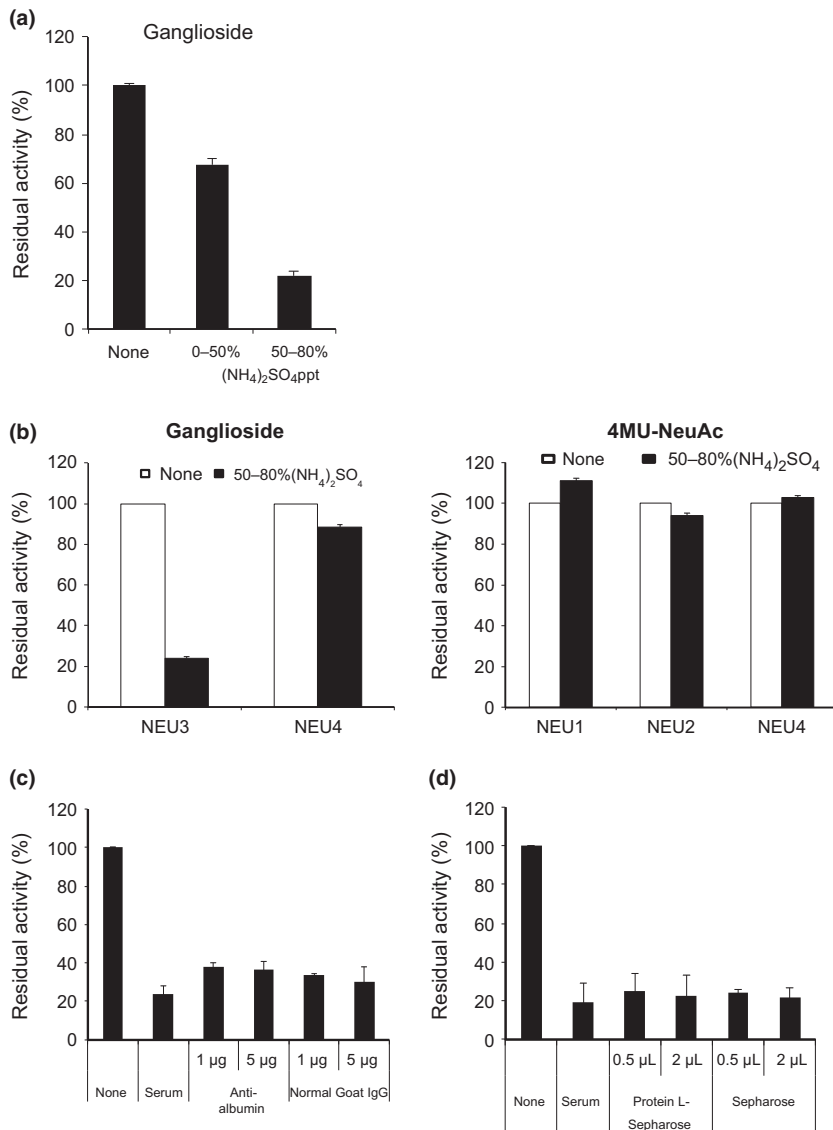 (a)
Ganglioside
Residual activity (%)
120
100
80
60
40
20
0
None
0–50%
50–80%
(NH4)2SO4ppt
(b)
Ganglioside
None
50–80%(NH4)2SO4
Residual activity (%)
120
100
80
60
40
20
0
NEU3
NEU4
4MU-NeuAc
None
50–80%(NH4)2SO4
Residual activity (%)
120
100
80
60
40
20
0
NEU1
NEU2
NEU4
(c)
Residual activity (%)
120
100
80
60
40
20
0
1 µg
5 µg
1 µg
5 µg
None
Serum
Anti-
albumin
Normal Goat IgG
(d)
Residual activity (%)
120
100
80
60
40
20
0
0.5 µL
2 µL
0.5 µL
2 µL
None
Serum
Protein L-
Sepharose
Sepharose